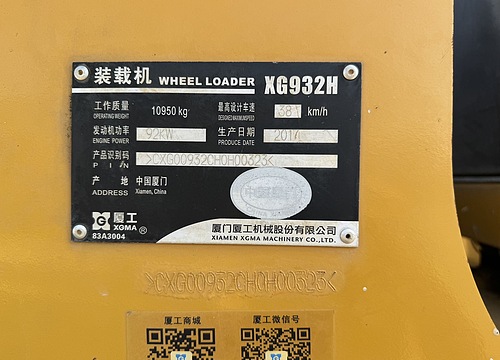 装载机 WHEEL LOADER XG932H
工作质量 10950 kg 最高设计车速 38 km/h
OPERATING WEIGHT DESIGNED MAXIMUM SPEED
发动机功率 92kW 生产日期 201
ENGINE POWER PRODUCE DATE
产品识别码 >CXG00932CH0H00323<
P I N
产 地 中国厦门
ADDRESS Xiamen, China
厦工 厦门厦工机械股份有限公司
XGMA ® XIAMEN XGMA MACHINERY CO.,LTD.
83A3004
>CXG00932CH0H00323<
厦工商城 厦工微信号